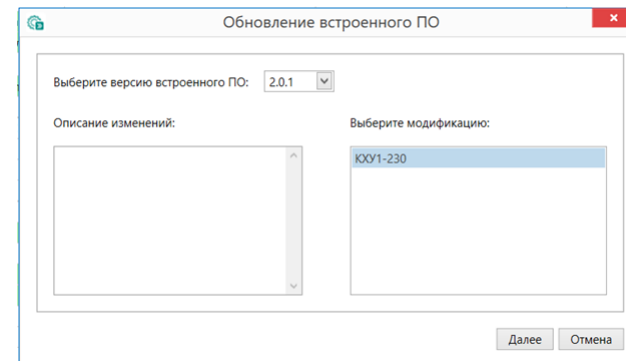 Обновление встроенного ПО
Выберите версию встроенного ПО: 2.0.1
Описание изменений:
Выберите модификацию:
КХУ1-230
Далее
Отмена